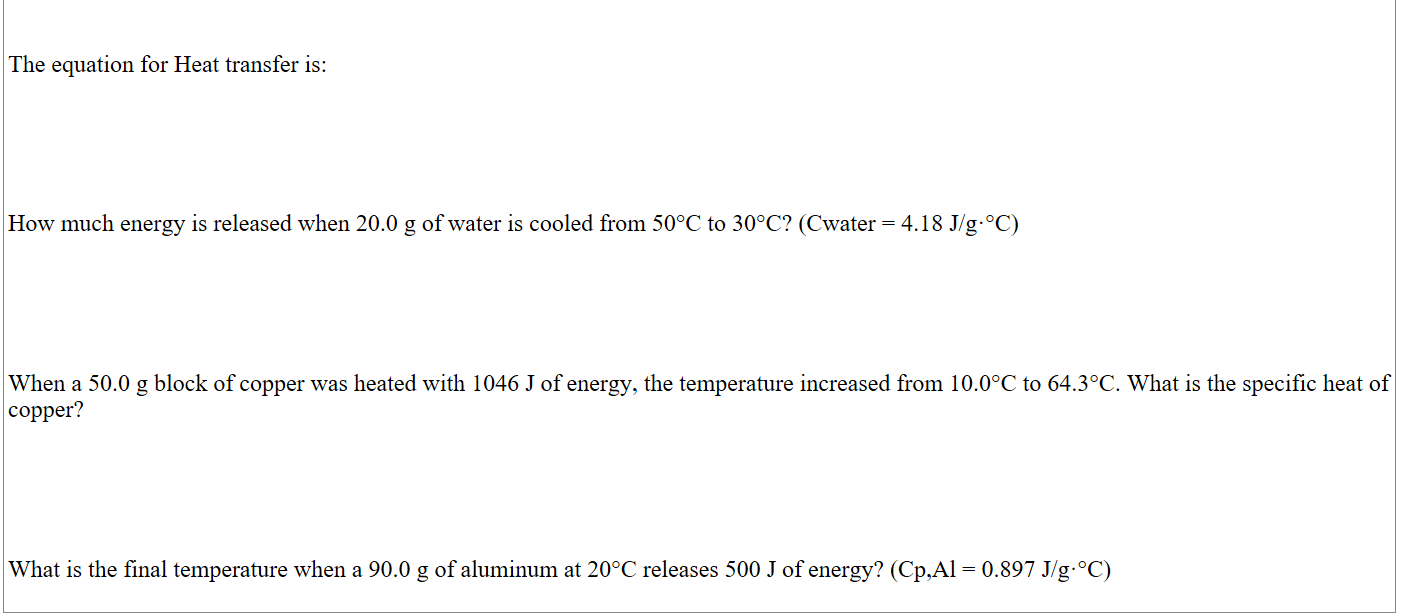 The equation for Heat transfer is:
How much energy is released when 20.0 g of water is cooled from 50°C to 30°C? (Cwater = 4.18 J/g·°C)
When a 50.0 g block of copper was heated with 1046 J of energy, the temperature increased from 10.0°C to 64.3°C. What is the specific heat of
copper?
What is the final temperature when a 90.0 g of aluminum at 20°C releases 500 J of energy? (Cp,Al = 0.897 J/g·°C)